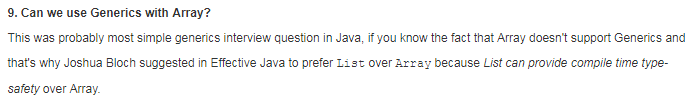 9. Can we use Generics with Array?
This was probably most simple generics interview question in Java, if you know the fact that Array doesn't support Generics and
that's why Joshua Bloch suggested in Effective Java to prefer List over Array because List can provide compile time type-
safety over Array.